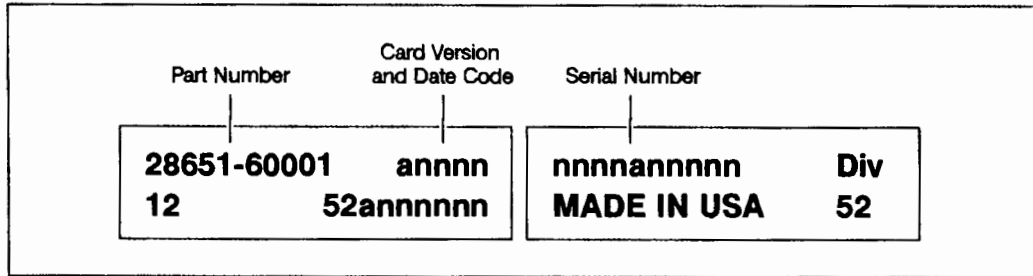 Card Version
Part Number and Date Code Serial Number
28651-60001 annnn nnnnannnnn Div
12 52annnnnn MADE IN USA 52